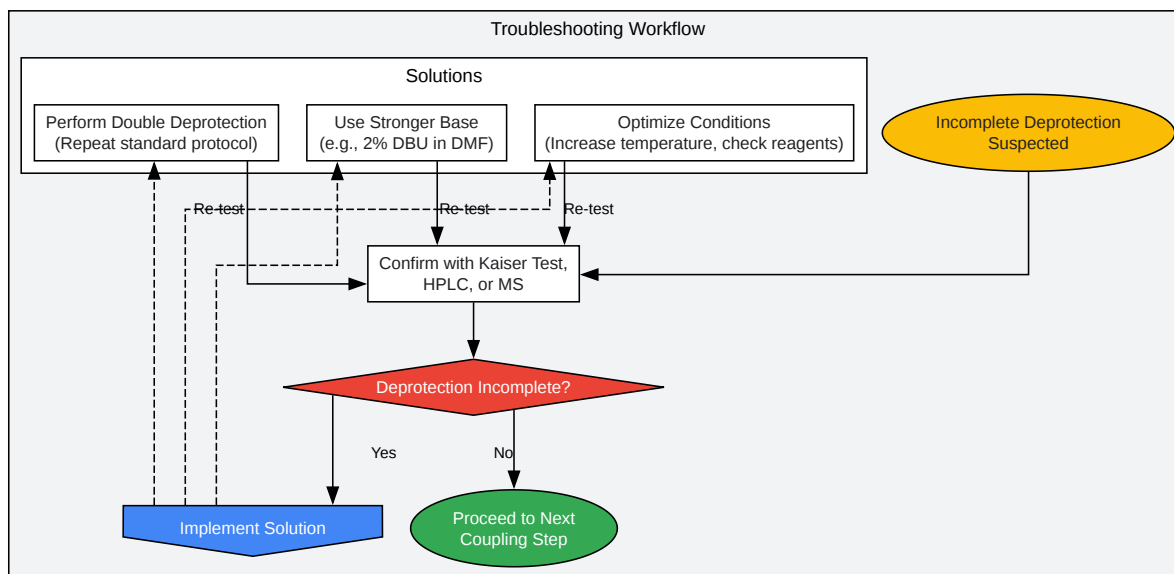 Troubleshooting Workflow
Solutions
Perform Double Deprotection
(Repeat standard protocol)
Use Stronger Base
(e.g., 2% DBU in DMF)
Optimize Conditions
(Increase temperature, check reagents)
Incomplete Deprotection
Suspected
Re-test
Re-test
Re-test
Confirm with Kaiser Test,
HPLC, or MS
Deprotection Incomplete?
Yes
No
Implement Solution
Proceed to Next
Coupling Step